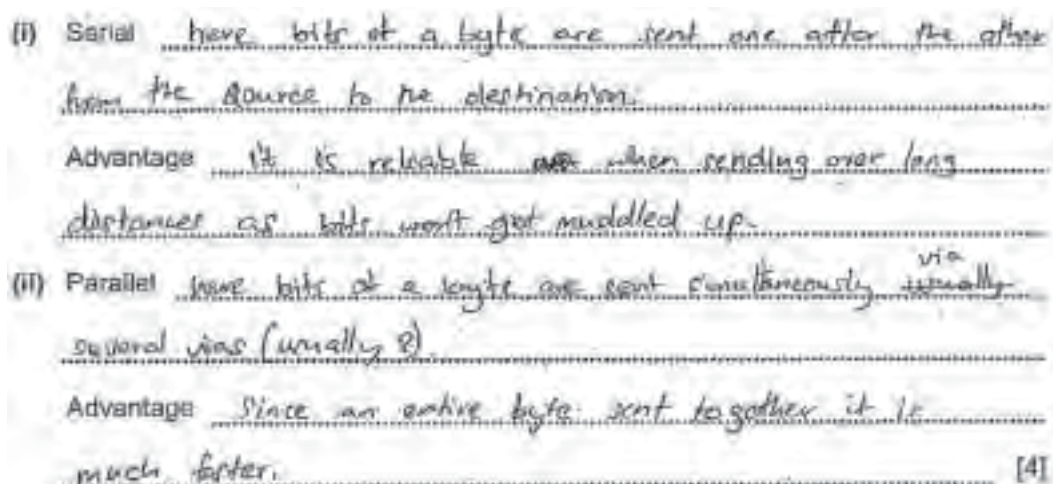 (i) Serial here bits of a byte are sent one after the other
from the source to the destination.
Advantage it is reliable when sending over long
distances as bits won't get muddled up.
(ii) Parallel here bits of a byte are sent simultaneously via
several wires (usually 8).
Advantage Since an entire byte sent together it is
much faster. [4]